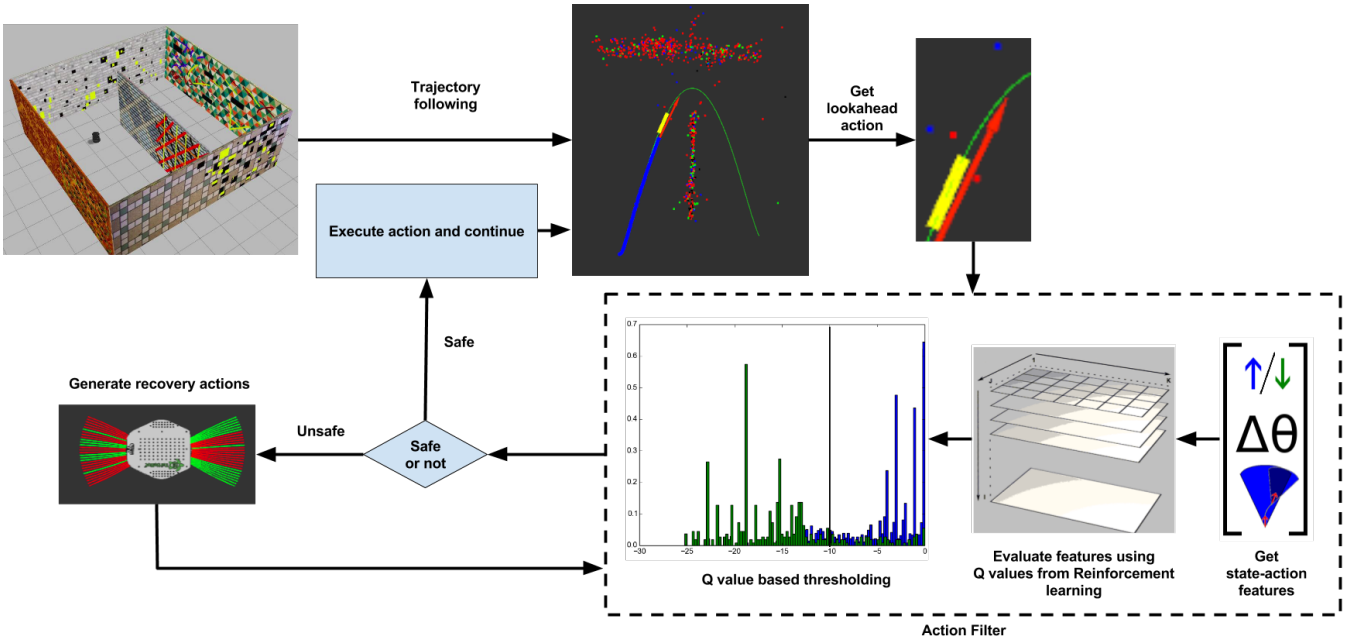 Trajectory
following
Get
lookahead
action
Execute action and continue
Safe
Generate recovery actions
Unsafe
Safe
or not
0.7
0.6
0.5
0.4
0.3
0.2
0.1
0.0
−30
−25
−20
−15
−10
−5
0
Q value based thresholding
Evaluate features using
Q values from Reinforcement
learning
/
Δθ
Get
state-action
features
Action Filter